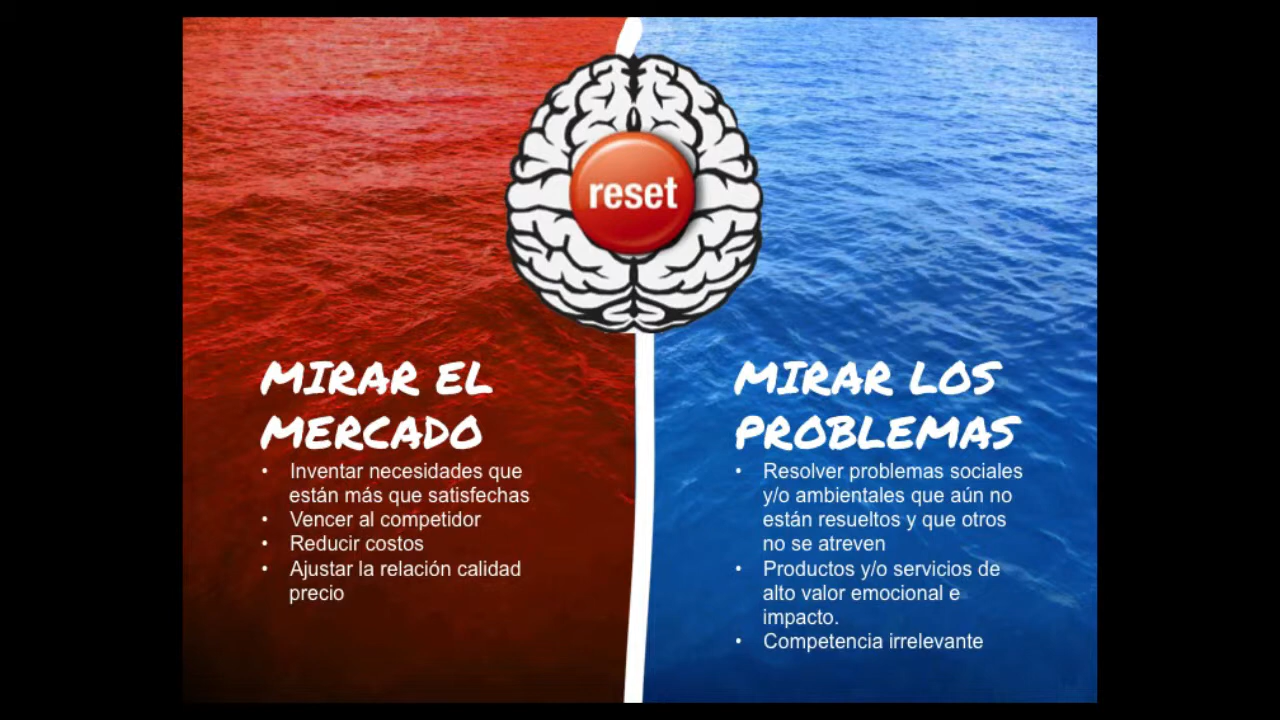 reset
MIRAR EL
MERCADO
• Inventar necesidades que
están más que satisfechas
• Vencer al competidor
• Reducir costos
• Ajustar la relación calidad
precio
MIRAR LOS
PROBLEMAS
• Resolver problemas sociales
y/o ambientales que aún no
están resueltos y que otros
no se atreven
• Productos y/o servicios de
alto valor emocional e
impacto.
• Competencia irrelevante